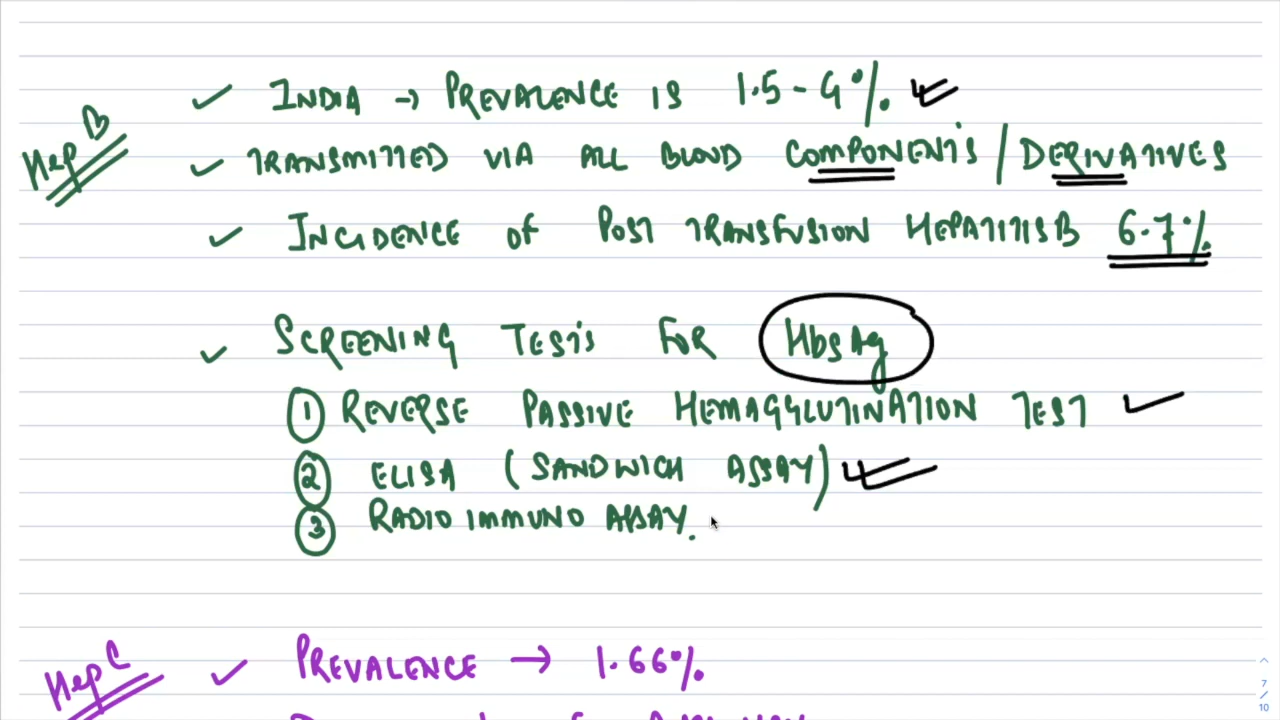 ✓ INDIA → PREVALENCE IS 1.5 - 4%. ✓
Hep B
✓ TRANSMITTED VIA ALL BLOOD COMPONENTS / DERIVATIVES
✓ INCIDENCE OF POST TRANSFUSION HEPATITIS B 6.7%.
✓ SCREENING TESTS FOR HbsAg
① REVERSE PASSIVE HEMAGGLUTINATION TEST ✓
② ELISA (SANDWICH ASSAY) ✓
③ RADIO IMMUNO ASSAY.
Hep C ✓ PREVALENCE → 1.66%.
7
/
10